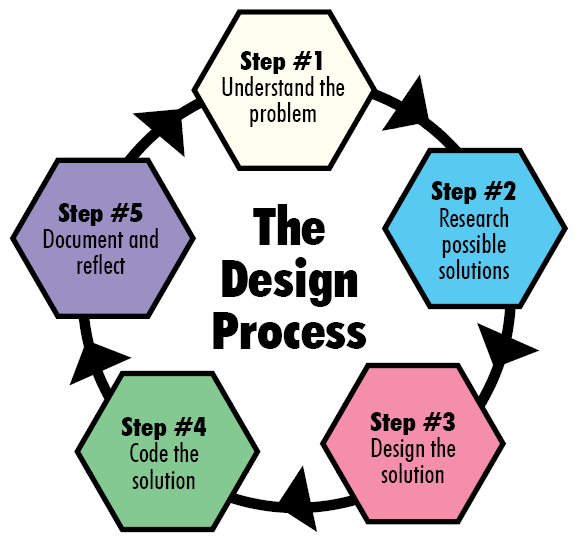 Step #1
Understand the
problem
Step #2
Research
possible
solutions
Step #3
Design the
solution
Step #4
Code the
solution
Step #5
Document and
reflect
The
Design
Process